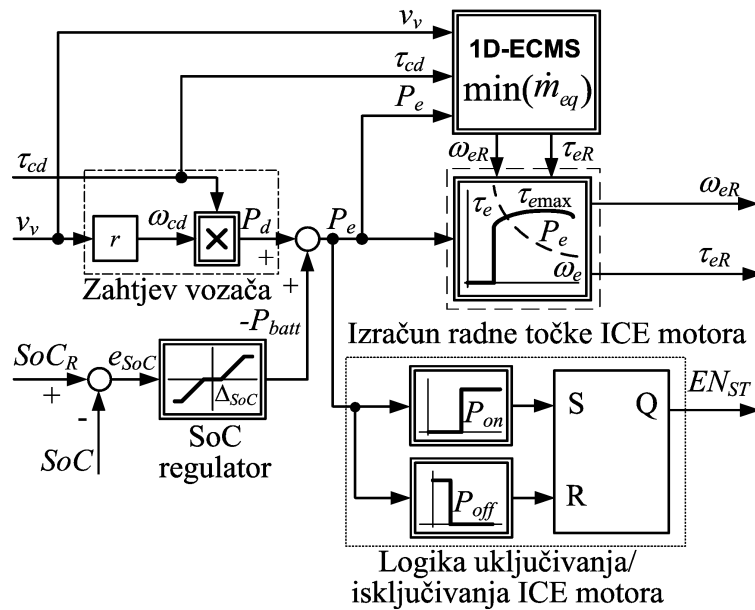 v_v
1D-ECMS
τ_cd
min(ṁ_eq)
P_e
ω_eR
τ_eR
τ_cd
ω_eR
τ_e
τ_emax
v_v
r
ω_cd
×
P_d
P_e
P_e
ω_e
τ_eR
+
+
Zahtjev vozača
-P_batt
Izračun radne točke ICE motora
SoC_R
e_SoC
+
Δ_SoC
-
SoC
SoC
regulator
P_on
S
Q
EN_ST
P_off
R
Logika uključivanja/
isključivanja ICE motora